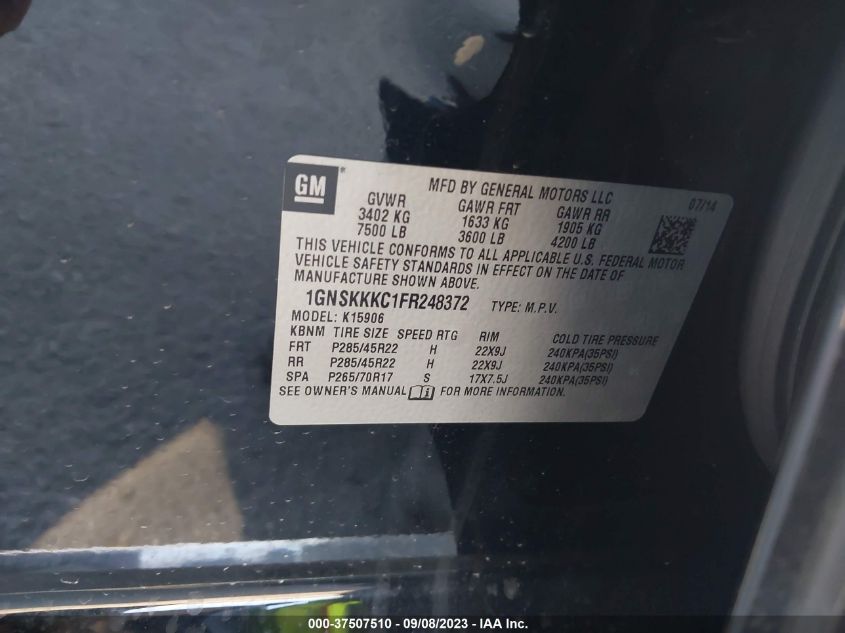 GM
MFD BY GENERAL MOTORS LLC 07/14
GVWR GAWR FRT GAWR RR
3402 KG 1633 KG 1905 KG
7500 LB 3600 LB 4200 LB
THIS VEHICLE CONFORMS TO ALL APPLICABLE U.S. FEDERAL MOTOR
VEHICLE SAFETY STANDARDS IN EFFECT ON THE DATE OF
MANUFACTURE SHOWN ABOVE.
1GNSKKKC1FR248372 TYPE: M.P.V.
MODEL: K15906
KBNM TIRE SIZE SPEED RTG RIM COLD TIRE PRESSURE
FRT P285/45R22 H 22X9J 240KPA(35PSI)
RR P285/45R22 H 22X9J 240KPA(35PSI)
SPA P265/70R17 S 17X7.5J 240KPA(35PSI)
SEE OWNER'S MANUAL FOR MORE INFORMATION.
000-37507510 - 09/08/2023 - IAA Inc.